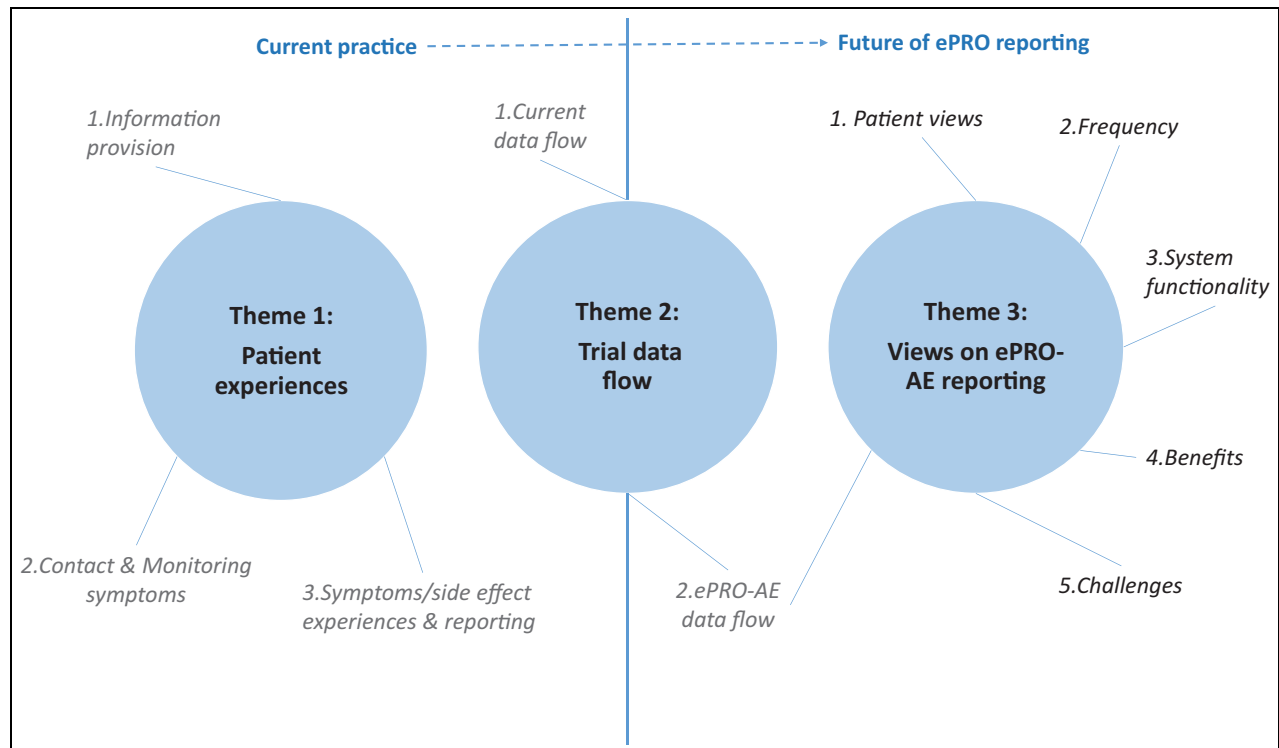 Current practice
Future of ePRO reporting
1.Information
provision
1.Current
data flow
1. Patient views
2.Frequency
3.System
functionality
Theme 1:
Patient
experiences
Theme 2:
Trial data
flow
Theme 3:
Views on ePRO-
AE reporting
4.Benefits
2.Contact & Monitoring
symptoms
3.Symptoms/side effect
experiences & reporting
2.ePRO-AE
data flow
5.Challenges